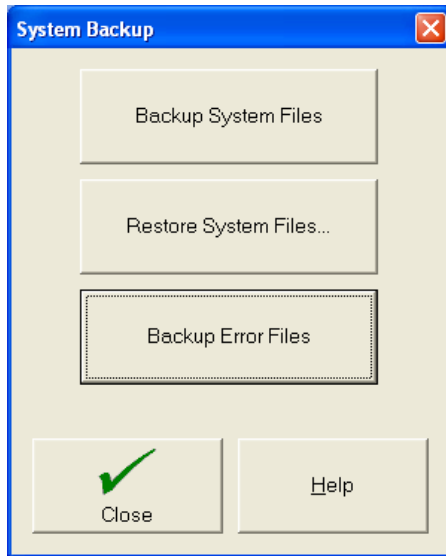 System Backup
Backup System Files
Restore System Files...
Backup Error Files
Close
Help